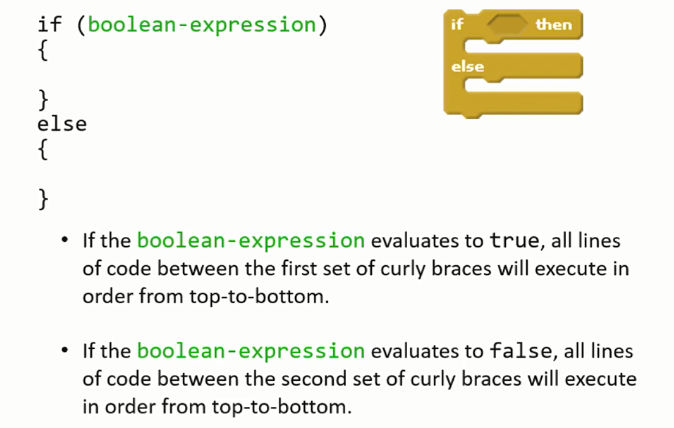 if (boolean-expression)
{
}
else
{
}
if then
else
• If the boolean-expression evaluates to true, all lines
of code between the first set of curly braces will execute in
order from top-to-bottom.
• If the boolean-expression evaluates to false, all lines
of code between the second set of curly braces will execute
in order from top-to-bottom.